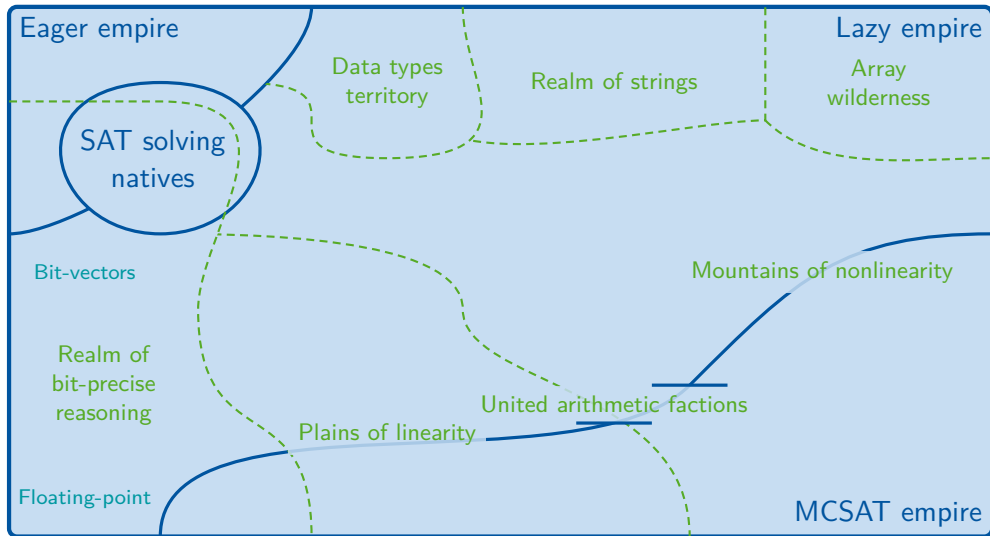 Eager empire
Lazy empire
Data types
territory
Realm of strings
Array
wilderness
SAT solving
natives
Bit-vectors
Mountains of nonlinearity
Realm of
bit-precise
reasoning
United arithmetic factions
Plains of linearity
Floating-point
MCSAT empire